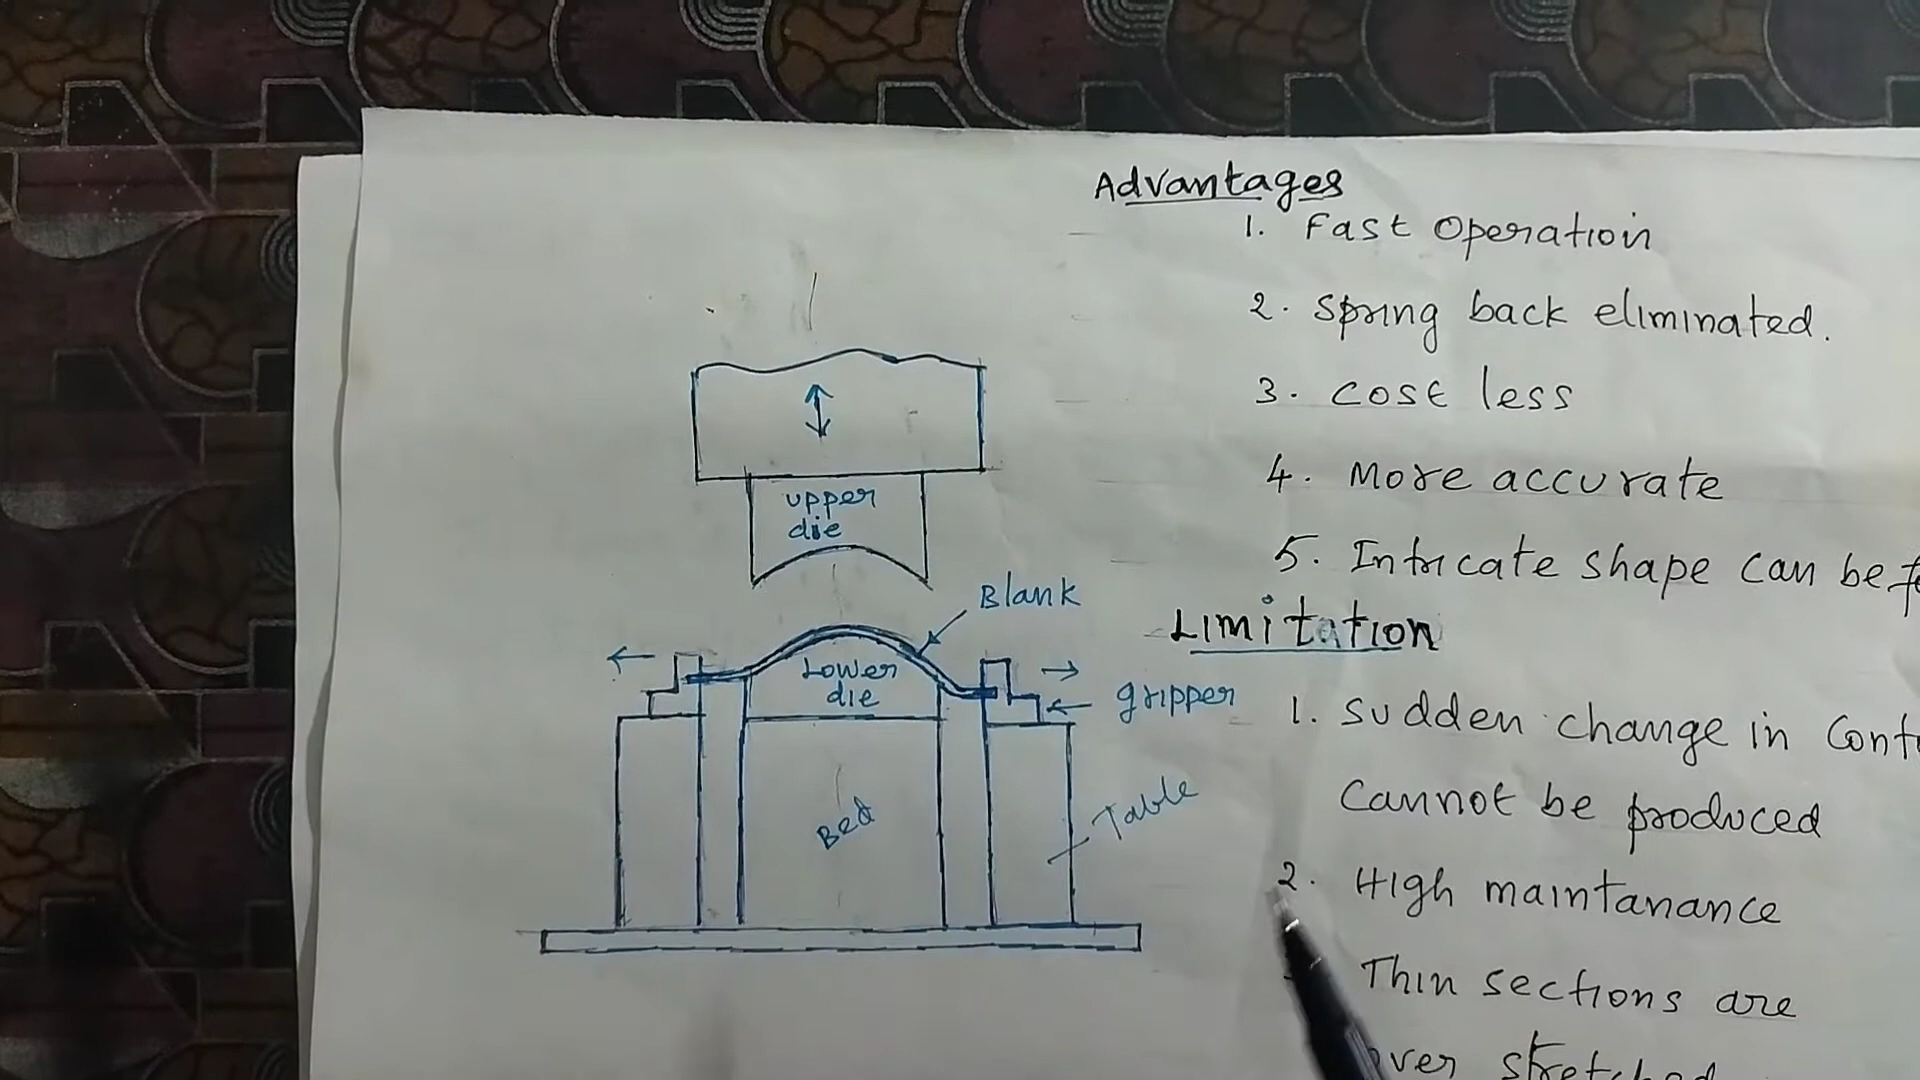 Advantages
1. Fast Operation
2. Spring back eliminated.
3. Cost less
4. More accurate
5. Intricate shape can be
Limitation
1. Sudden change in
Cannot be produced
2. High maintanance
Thin sections are
over stretched
upper
die
Blank
Lower
die
gripper
Bed
Table